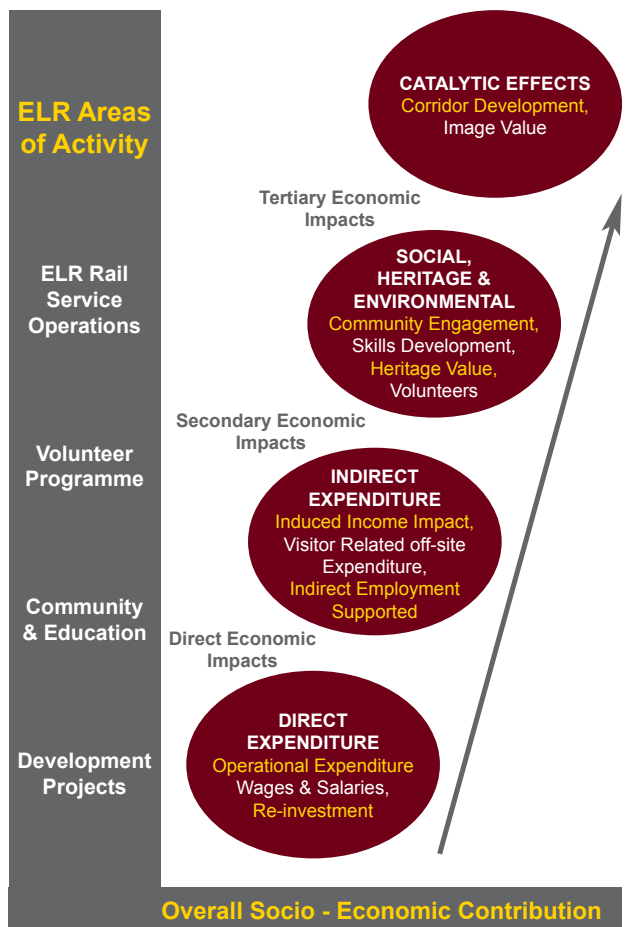 ELR Areas
of Activity
ELR Rail
Service
Operations
Volunteer
Programme
Community
& Education
Development
Projects
CATALYTIC EFFECTS
Corridor Development,
Image Value
Tertiary Economic
Impacts
SOCIAL,
HERITAGE &
ENVIRONMENTAL
Community Engagement,
Skills Development,
Heritage Value,
Volunteers
Secondary Economic
Impacts
INDIRECT
EXPENDITURE
Induced Income Impact,
Visitor Related off-site
Expenditure,
Indirect Employment
Supported
Direct Economic
Impacts
DIRECT
EXPENDITURE
Operational Expenditure
Wages & Salaries,
Re-investment
Overall Socio - Economic Contribution